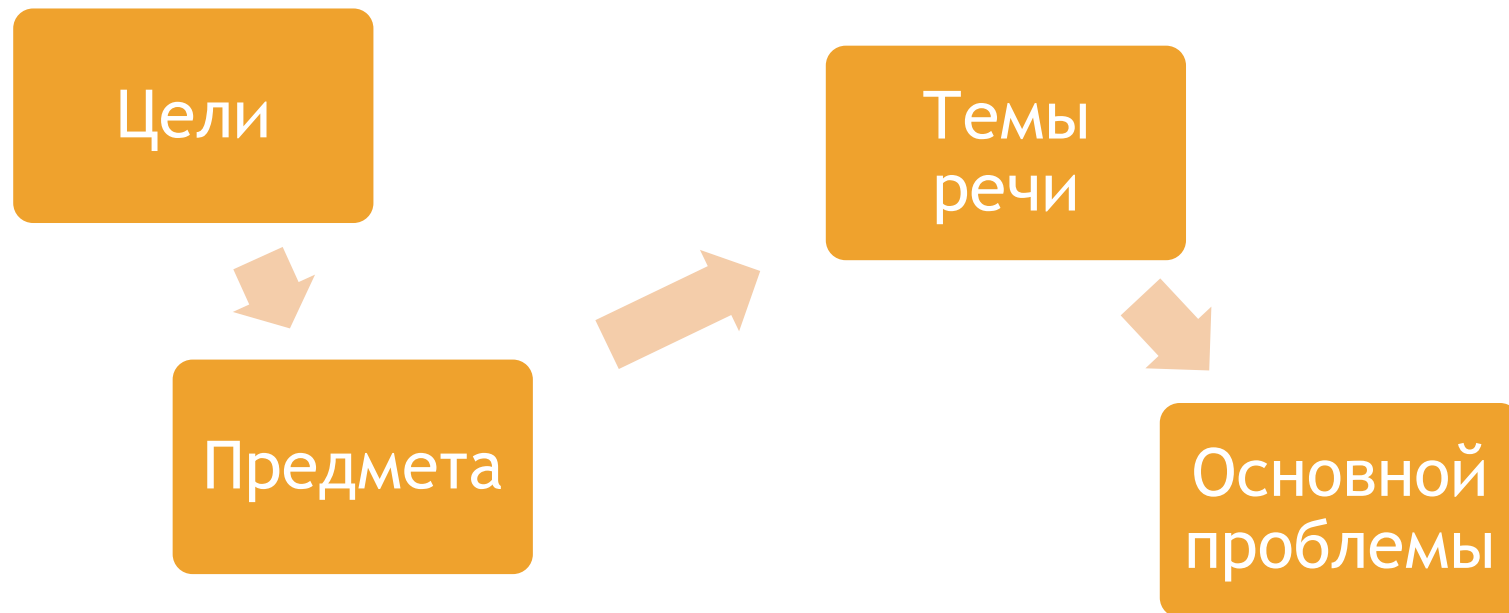 Цели
Предмета
Темы
речи
Основной
проблемы